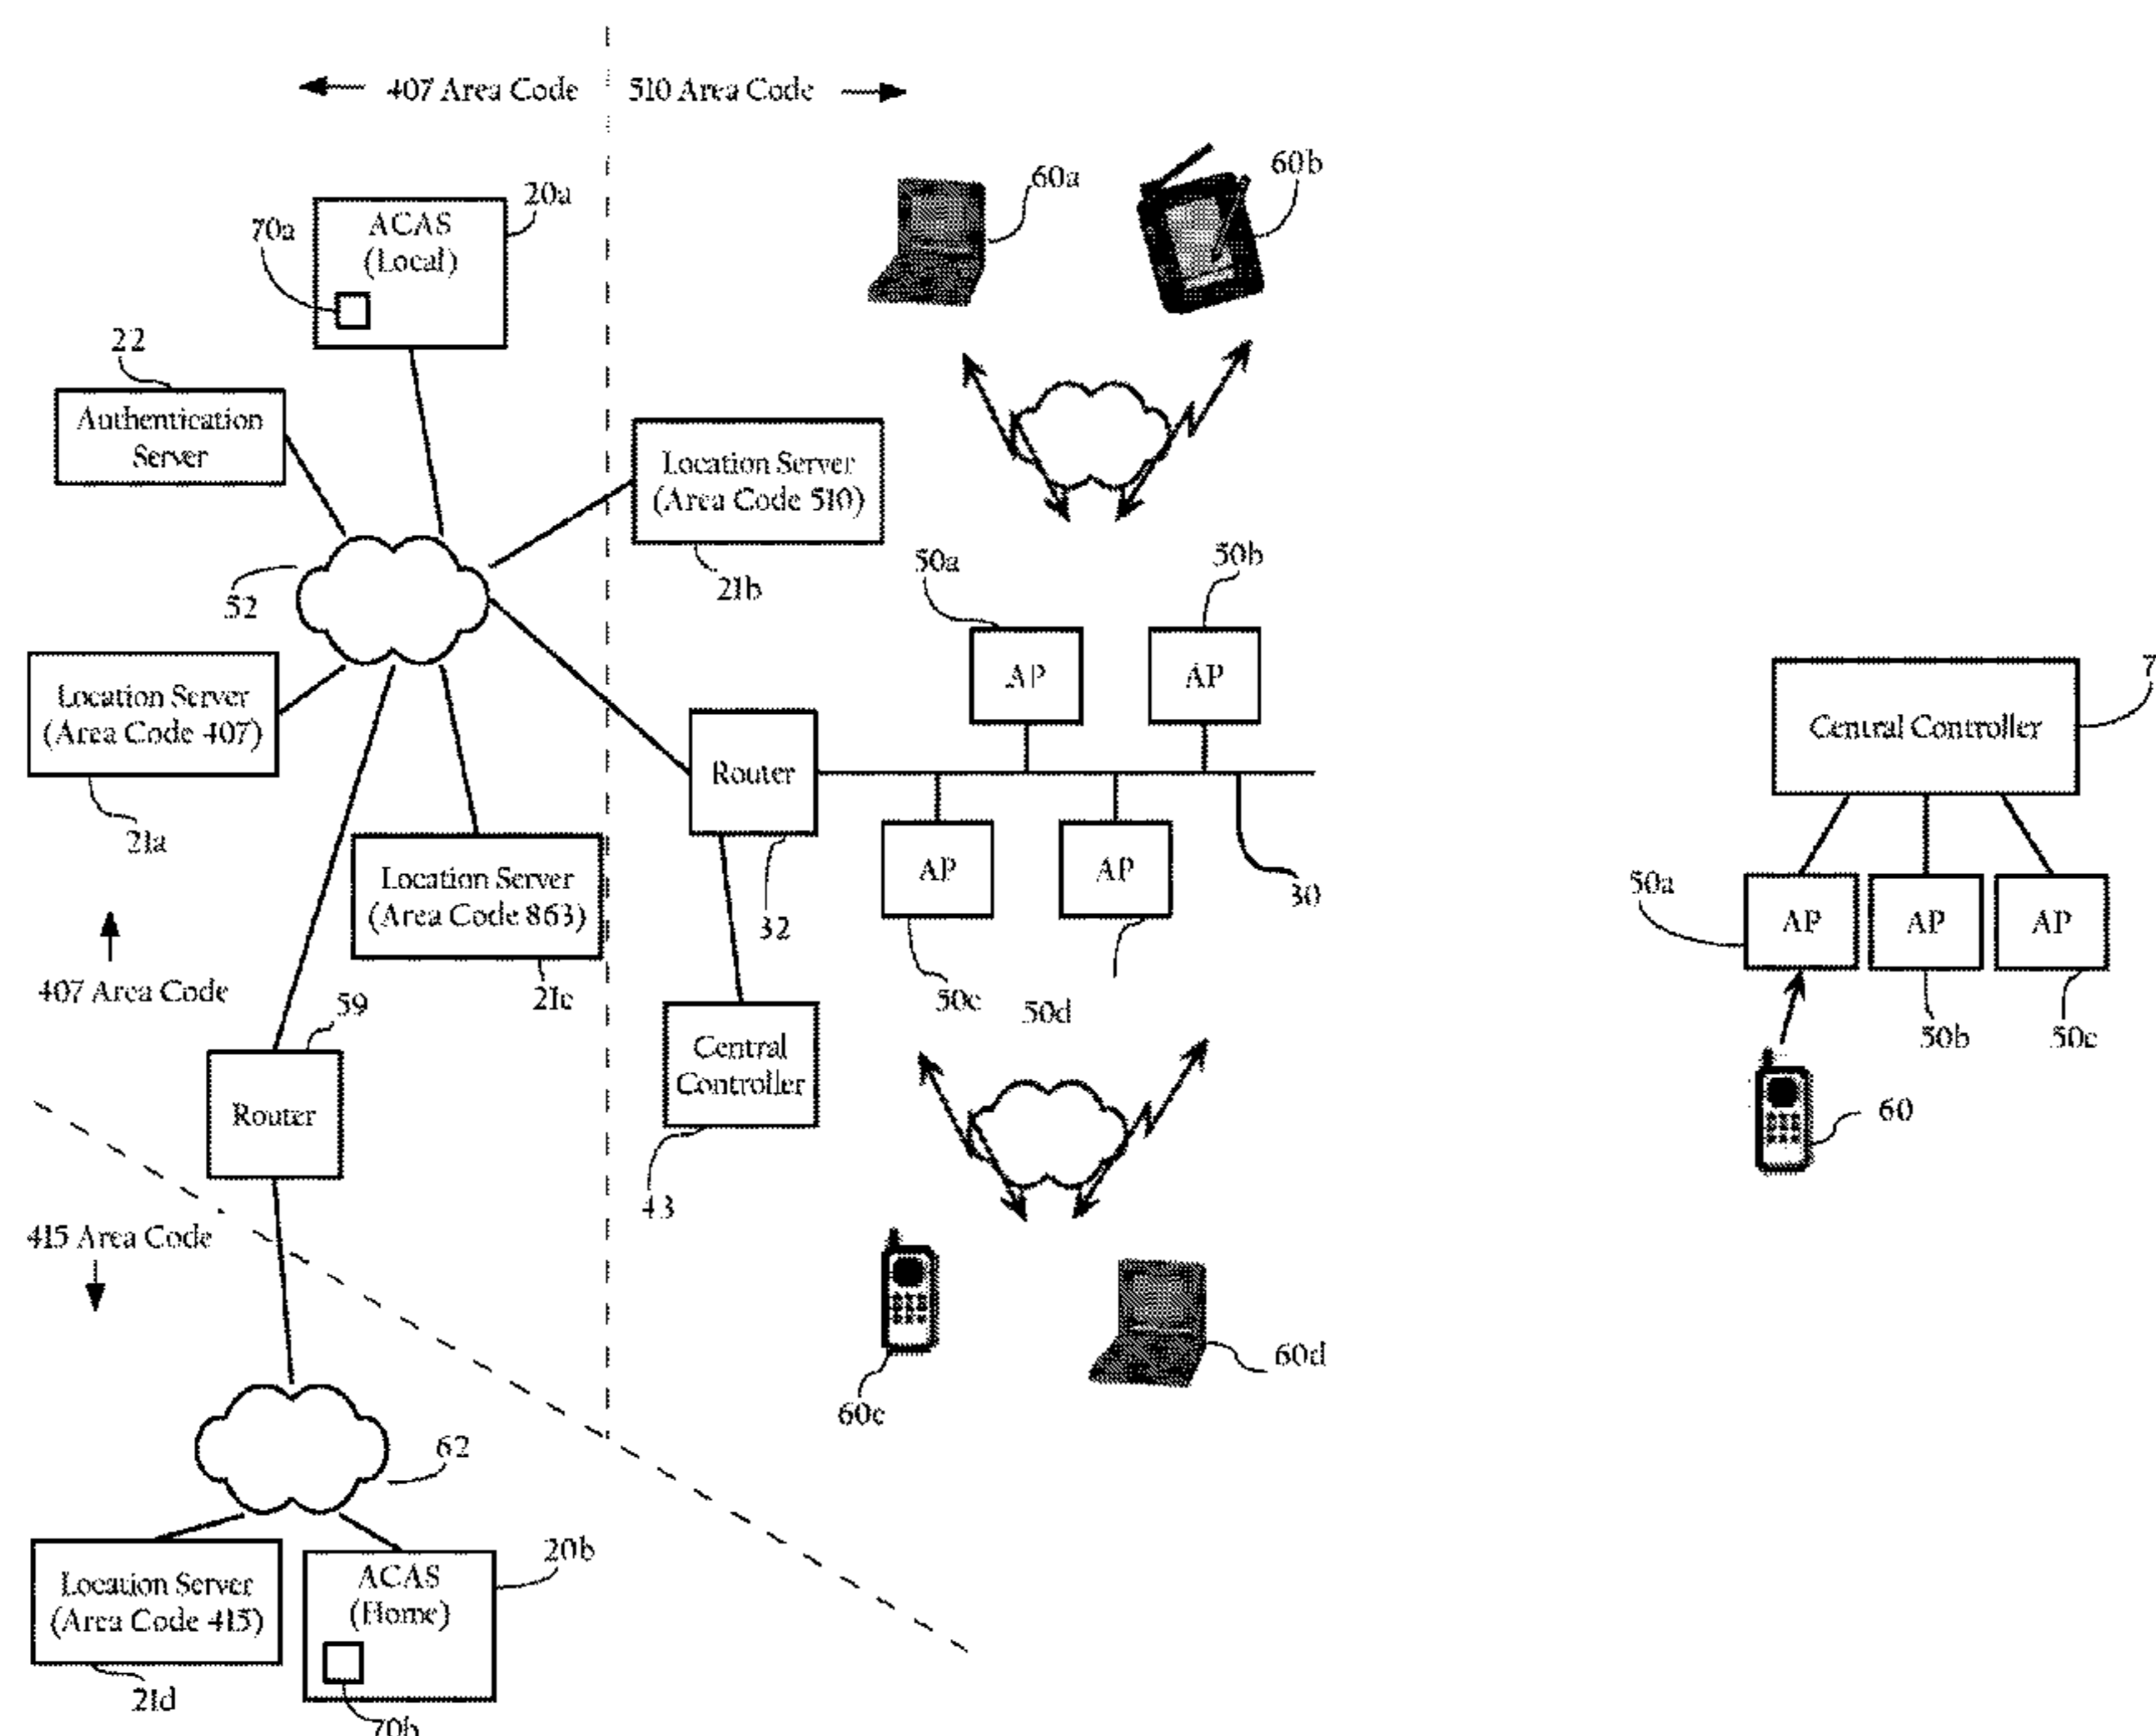 407 Area Code
510 Area Code
60a
60b
20a
70a
ACAS
(Local)
22
Authentication
Server
Location Server
(Area Code 510)
21b
52
50a
50b
AP
AP
Location Server
(Area Code 407)
21a
Router
32
AP
AP
30
50c
50d
Location Server
(Area Code 863)
21c
407 Area Code
59
Router
Central
Controller
43
415 Area Code
60c
60d
62
Location Server
(Area Code 415)
21d
ACAS
(Home)
20b
70b
Central Controller
7
50a
AP
AP
AP
50b
50c
60